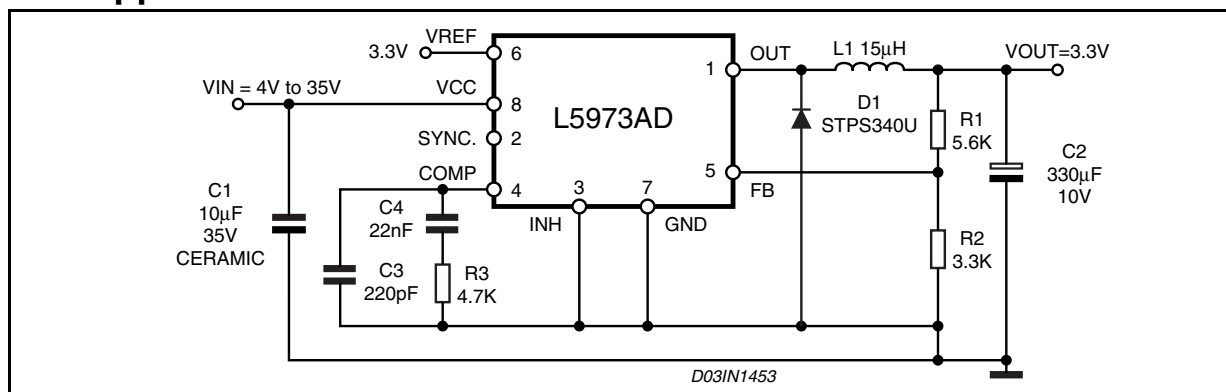 VREF
3.3V
6
1
OUT
L1 15μH
VOUT=3.3V
VIN = 4V to 35V
VCC
8
L5973AD
D1
STPS340U
R1
5.6K
SYNC.
2
C2
330μF
10V
COMP
4
5
FB
3
7
INH
GND
C1
10μF
35V
CERAMIC
C4
22nF
R2
3.3K
C3
220pF
R3
4.7K
D03IN1453